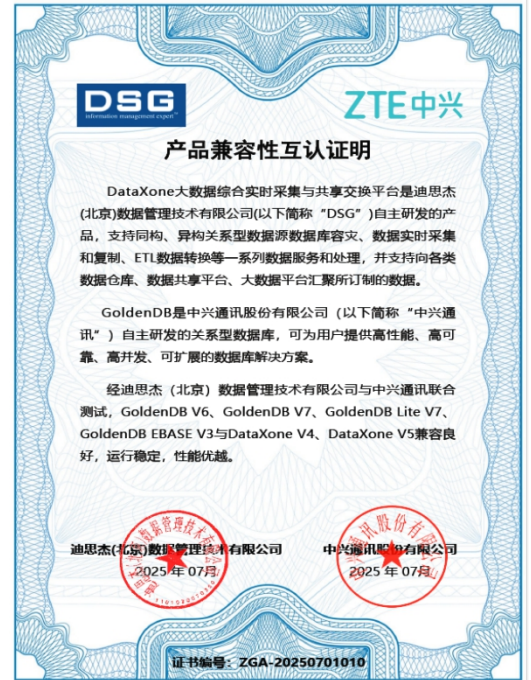 DSG
information management expert™
ZTE中兴
产品兼容性互认证明
DataXone大数据综合实时采集与共享交换平台是迪思杰
(北京)数据管理技术有限公司(以下简称“DSG”)自主研发的产
品，支持同构、异构关系型数据源数据库容灾、数据实时采集
和复制、ETL数据转换等一系列数据服务和处理，并支持向各类
数据仓库、数据共享平台、大数据平台汇聚所订制的数据。
GoldenDB是中兴通讯股份有限公司（以下简称“中兴通
讯”）自主研发的关系型数据库，可为用户提供高性能、高可
靠、高并发、可扩展的数据库解决方案。
经迪思杰（北京）数据管理技术有限公司与中兴通讯联合
测试，GoldenDB V6、GoldenDB V7、GoldenDB Lite V7、
GoldenDB EBASE V3与DataXone V4、DataXone V5兼容良
好，运行稳定，性能优越。
迪思杰(北京)数据管理技术有限公司
2025 年 07月
中兴通讯股份有限公司
2025 年 07月
证书编号：ZGA-20250701010